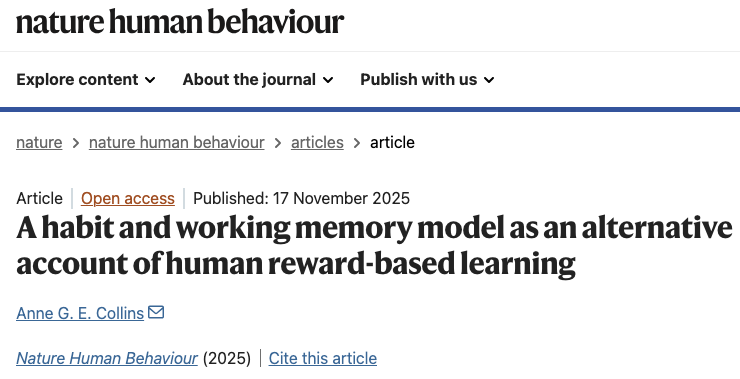 nature human behaviour
Explore content About the journal Publish with us
nature > nature human behaviour > articles > article
Article | Open access | Published: 17 November 2025
A habit and working memory model as an alternative
account of human reward-based learning
Anne G. E. Collins
Nature Human Behaviour (2025) | Cite this article